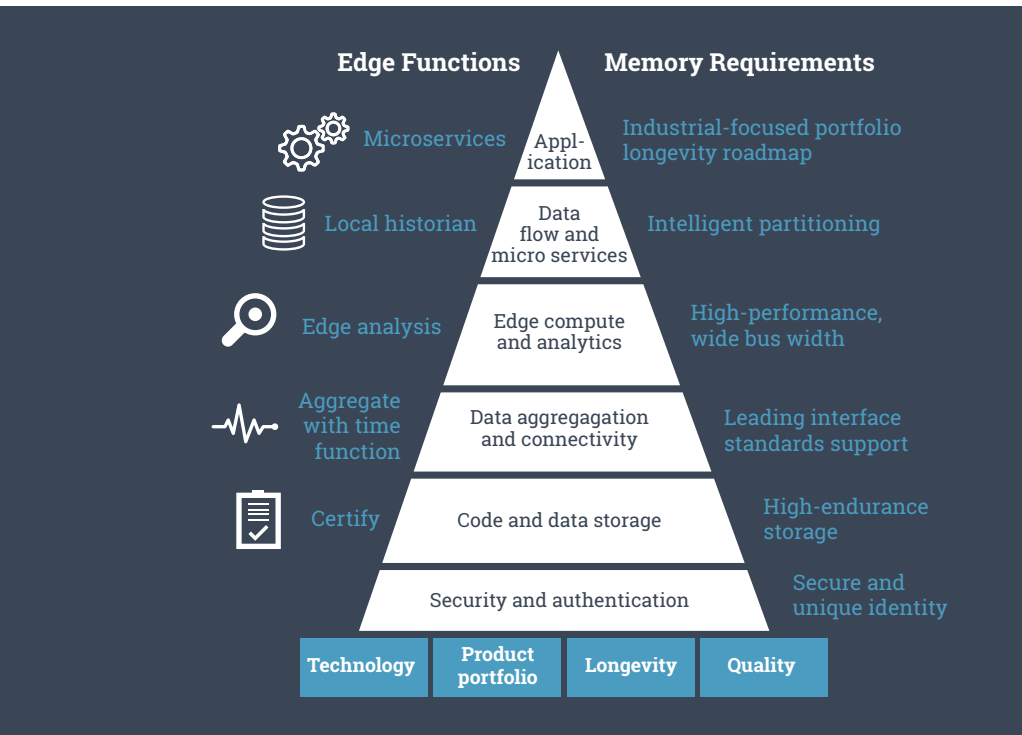 Edge Functions
Memory Requirements
Microservices
Appl-
ication
Industrial-focused portfolio
longevity roadmap
Local historian
Data
flow and
micro services
Intelligent partitioning
Edge analysis
Edge compute
and analytics
High-performance,
wide bus width
Aggregate
with time
function
Data aggregagation
and connectivity
Leading interface
standards support
Certify
Code and data storage
High-endurance
storage
Security and authentication
Secure and
unique identity
Technology
Product
portfolio
Longevity
Quality